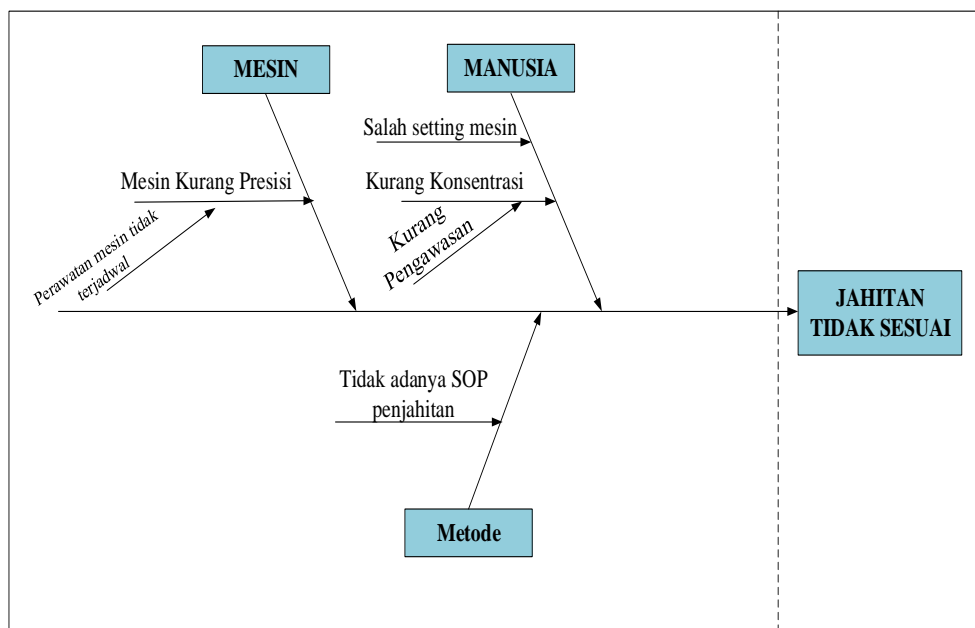 MESIN
MANUSIA
Salah setting mesin
Mesin Kurang Presisi
Kurang Konsentrasi
Perawatan mesin tidak
terjadwal
Kurang
Pengawasan
JAHITAN
TIDAK SESUAI
Tidak adanya SOP
penjahitan
Metode